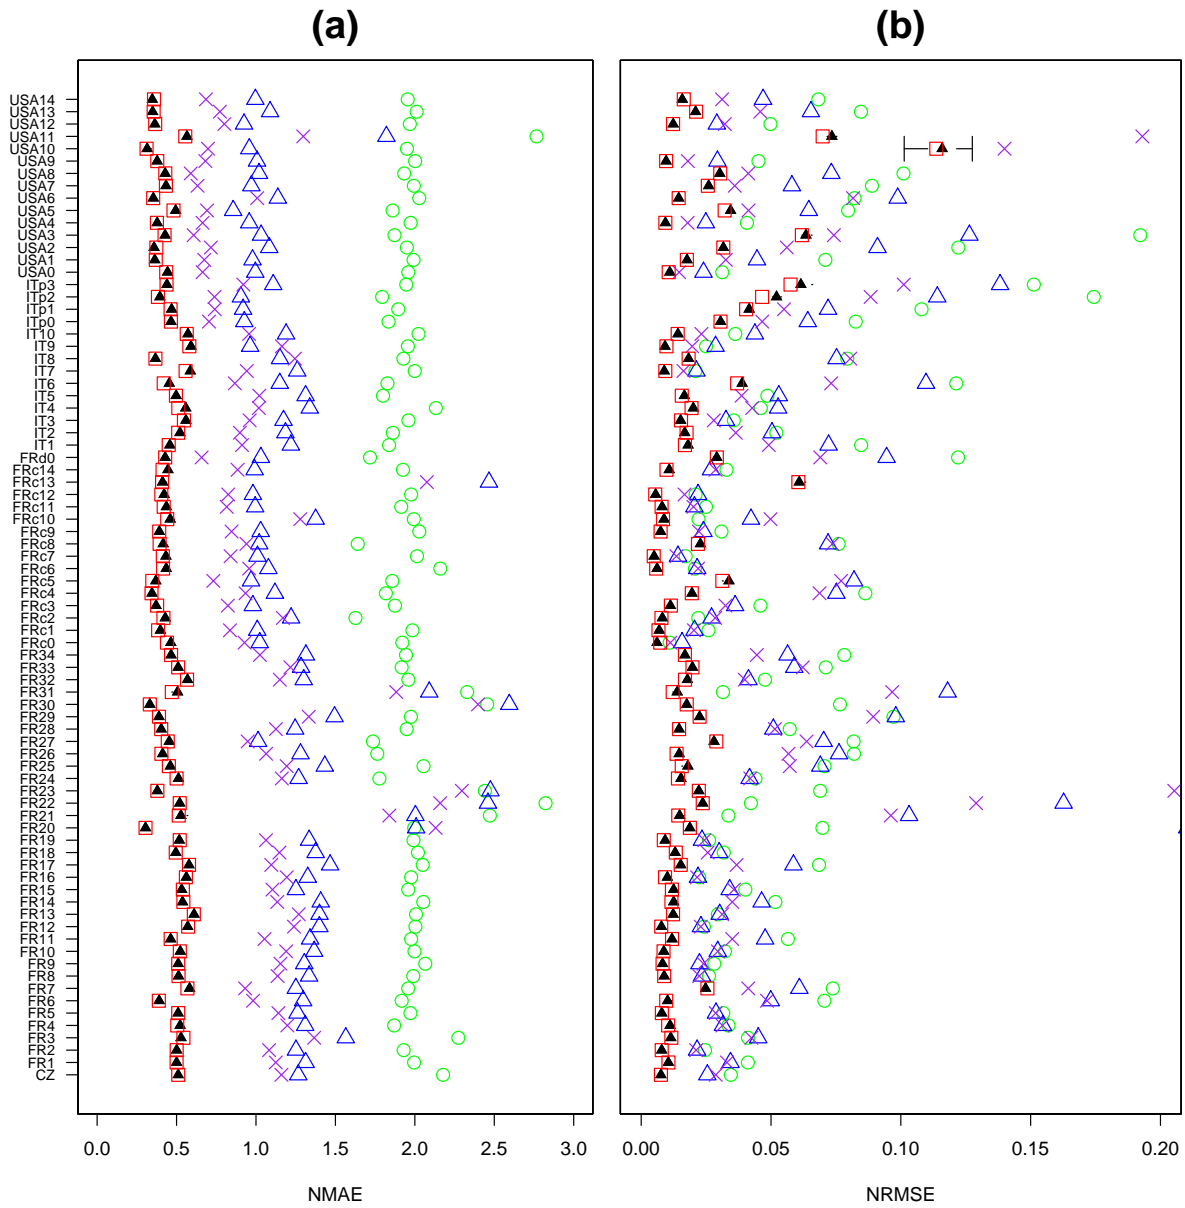 (a)
(b)
USA14
USA13
USA12
USA11
USA10
USA9
USA8
USA7
USA6
USA5
USA4
USA3
USA2
USA1
USA0
ITp3
ITp2
ITp1
ITp0
IT10
IT9
IT8
IT7
IT6
IT5
IT4
IT3
IT2
IT1
FRd0
FRc14
FRc13
FRc12
FRc11
FRc10
FRc9
FRc8
FRc7
FRc6
FRc5
FRc4
FRc3
FRc2
FRc1
FRc0
FR34
FR33
FR32
FR31
FR30
FR29
FR28
FR27
FR26
FR25
FR24
FR23
FR22
FR21
FR20
FR19
FR18
FR17
FR16
FR15
FR14
FR13
FR12
FR11
FR10
FR9
FR8
FR7
FR6
FR5
FR4
FR3
FR2
FR1
CZ
0.0 0.5 1.0 1.5 2.0 2.5 3.0
NMAE
0.00 0.05 0.10 0.15 0.20
NRMSE